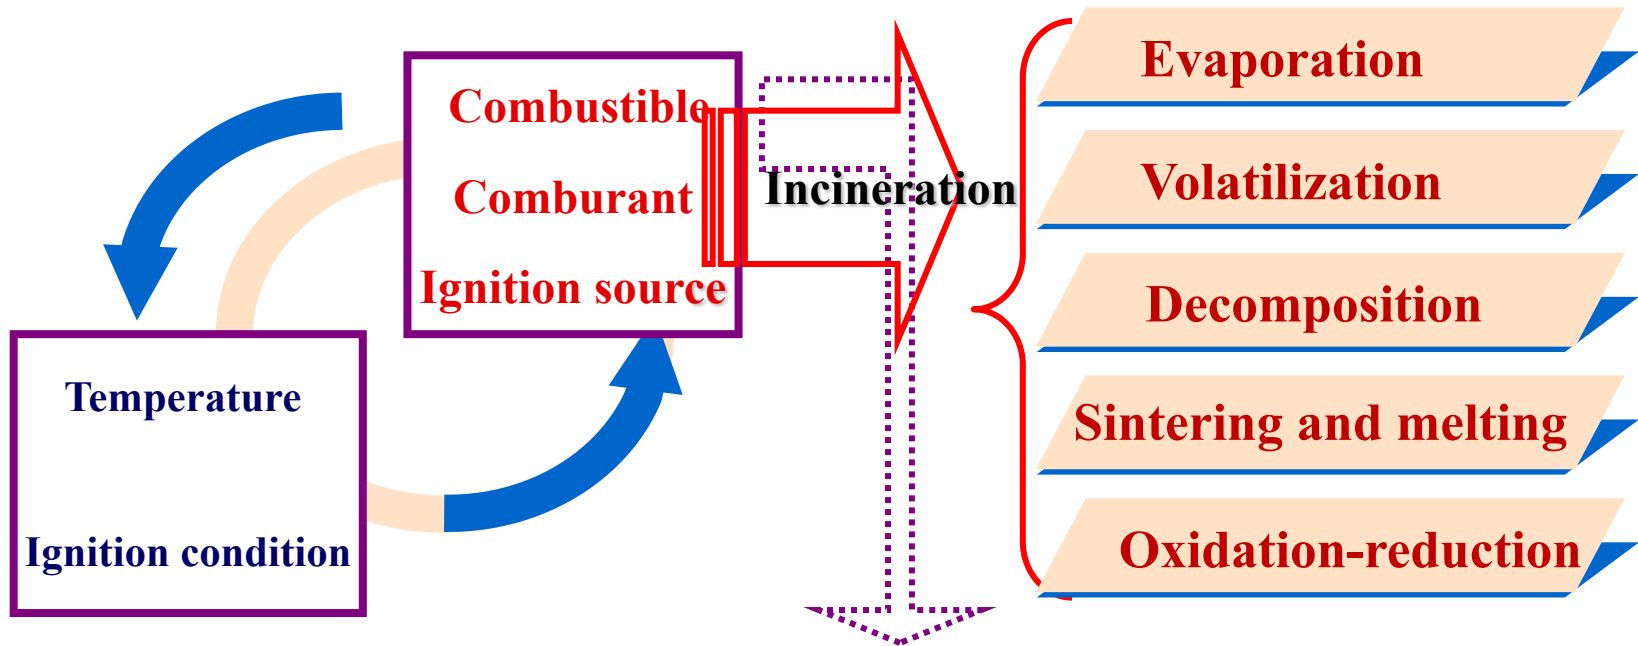 Combustible
Comburant
Ignition source
Temperature
Ignition condition
Incineration
Evaporation
Volatilization
Decomposition
Sintering and melting
Oxidation-reduction